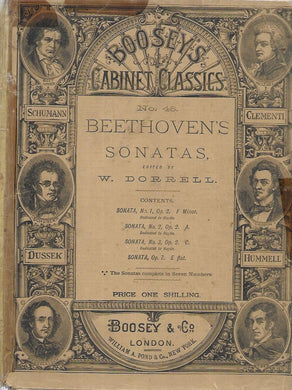 BOOSEY'S
CABINET CLASSICS
No. 46.
SCHUMANN
CLEMENTI
BEETHOVEN'S
SONATAS,
EDITED BY
W. DORRELL.
CONTENTS.
SONATA, No. 1, Op. 2. F Minor.
Dedicated to Haydn.
SONATA, No. 2, Op. 2. A.
Dedicated to Haydn.
SONATA, No. 3, Op. 2. C.
Dedicated to Haydn.
SONATA, Op. 7. E flat.
DUSSEK
HUMMELL
The Sonatas complete in Seven Numbers
PRICE ONE SHILLING.
BOOSEY & Co
LONDON.
WILLIAM A. POND & Co., NEW YORK.